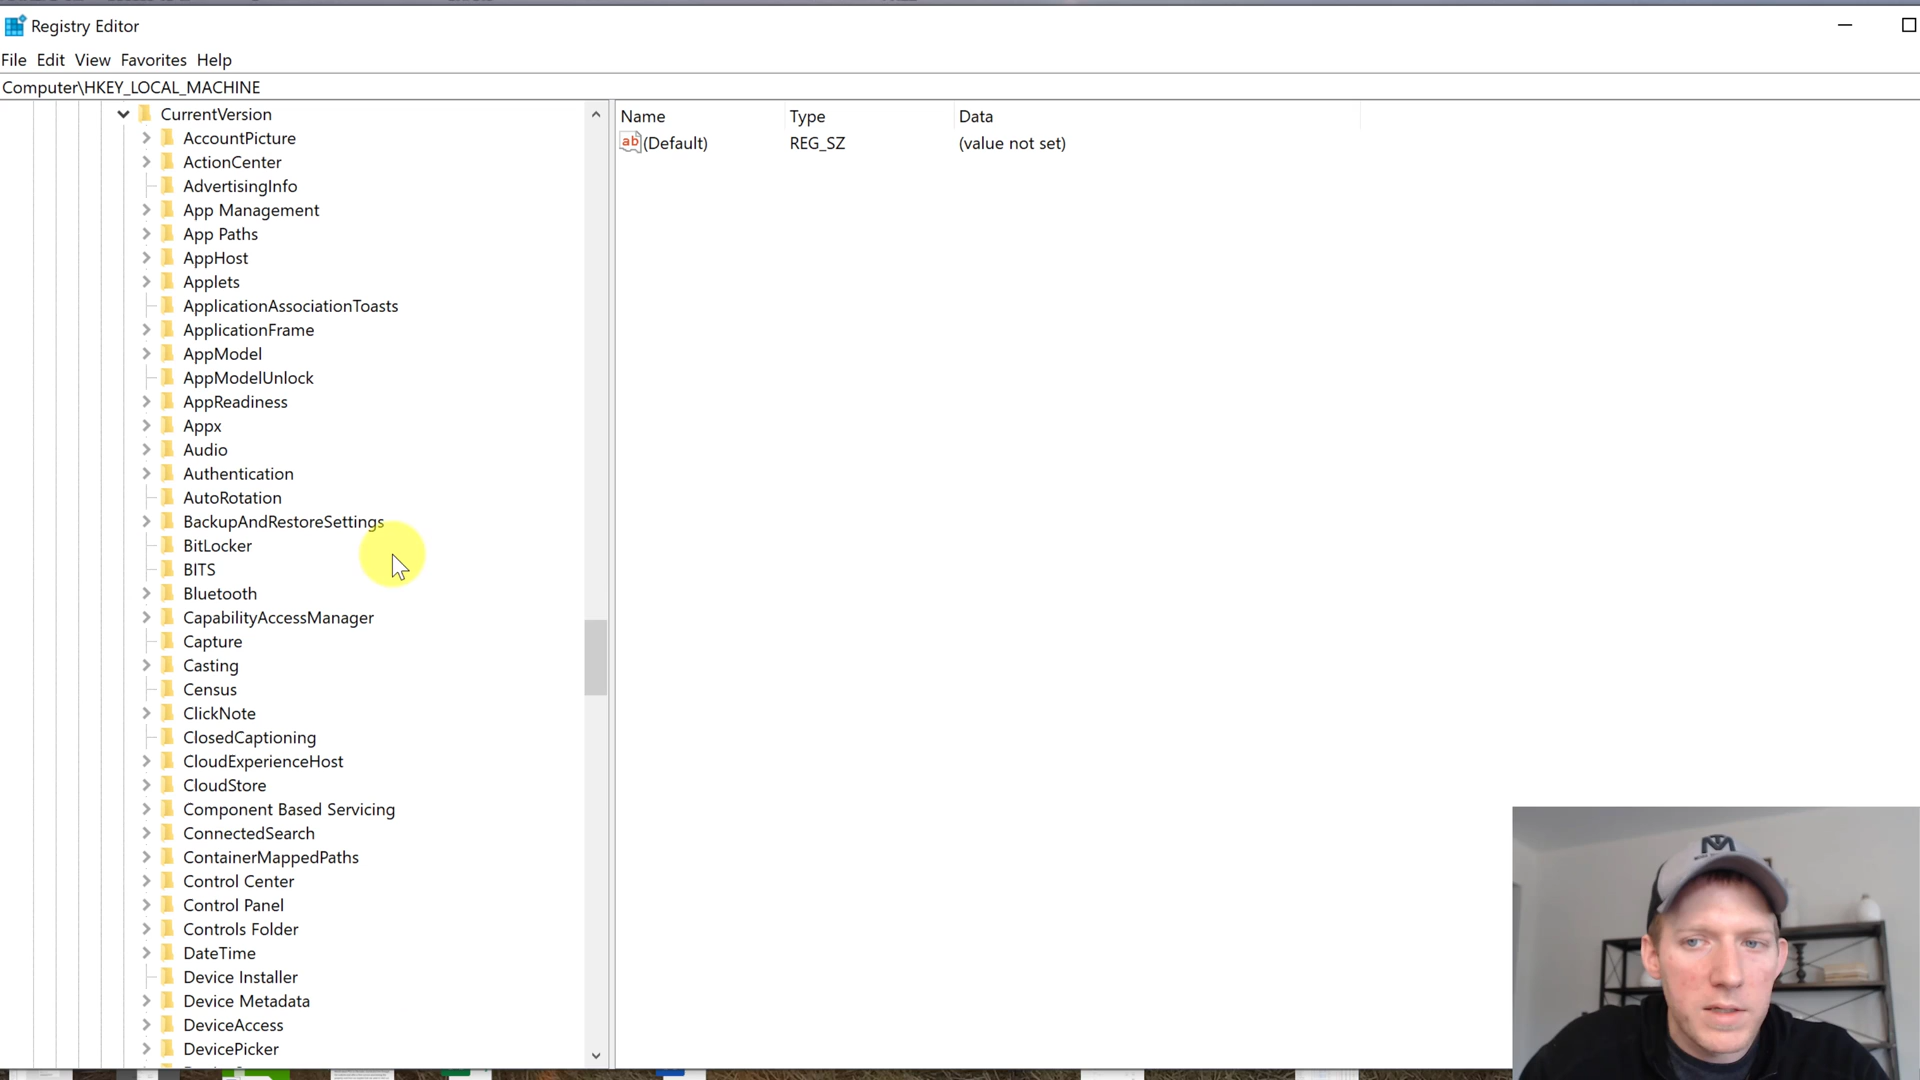 Registry Editor
File Edit View Favorites Help
Computer\HKEY_LOCAL_MACHINE
CurrentVersion
AccountPicture
ActionCenter
AdvertisingInfo
App Management
App Paths
AppHost
Applets
ApplicationAssociationToasts
ApplicationFrame
AppModel
AppModelUnlock
AppReadiness
Appx
Audio
Authentication
AutoRotation
BackupAndRestoreSettings
BitLocker
BITS
Bluetooth
CapabilityAccessManager
Capture
Casting
Census
ClickNote
ClosedCaptioning
CloudExperienceHost
CloudStore
Component Based Servicing
ConnectedSearch
ContainerMappedPaths
Control Center
Control Panel
Controls Folder
DateTime
Device Installer
Device Metadata
DeviceAccess
DevicePicker
Name Type Data
ab (Default) REG_SZ (value not set)